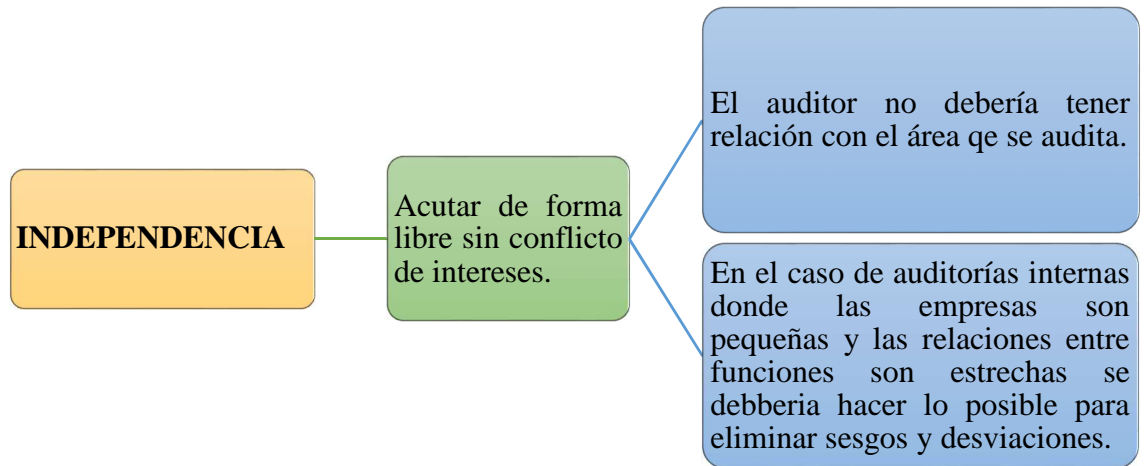 INDEPENDENCIA
Acutar de forma
libre sin conflicto
de intereses.
El auditor no debería tener
relación con el área qe se audita.
En el caso de auditorías internas
donde las empresas son
pequeñas y las relaciones entre
funciones son estrechas se
debberia hacer lo posible para
eliminar sesgos y desviaciones.